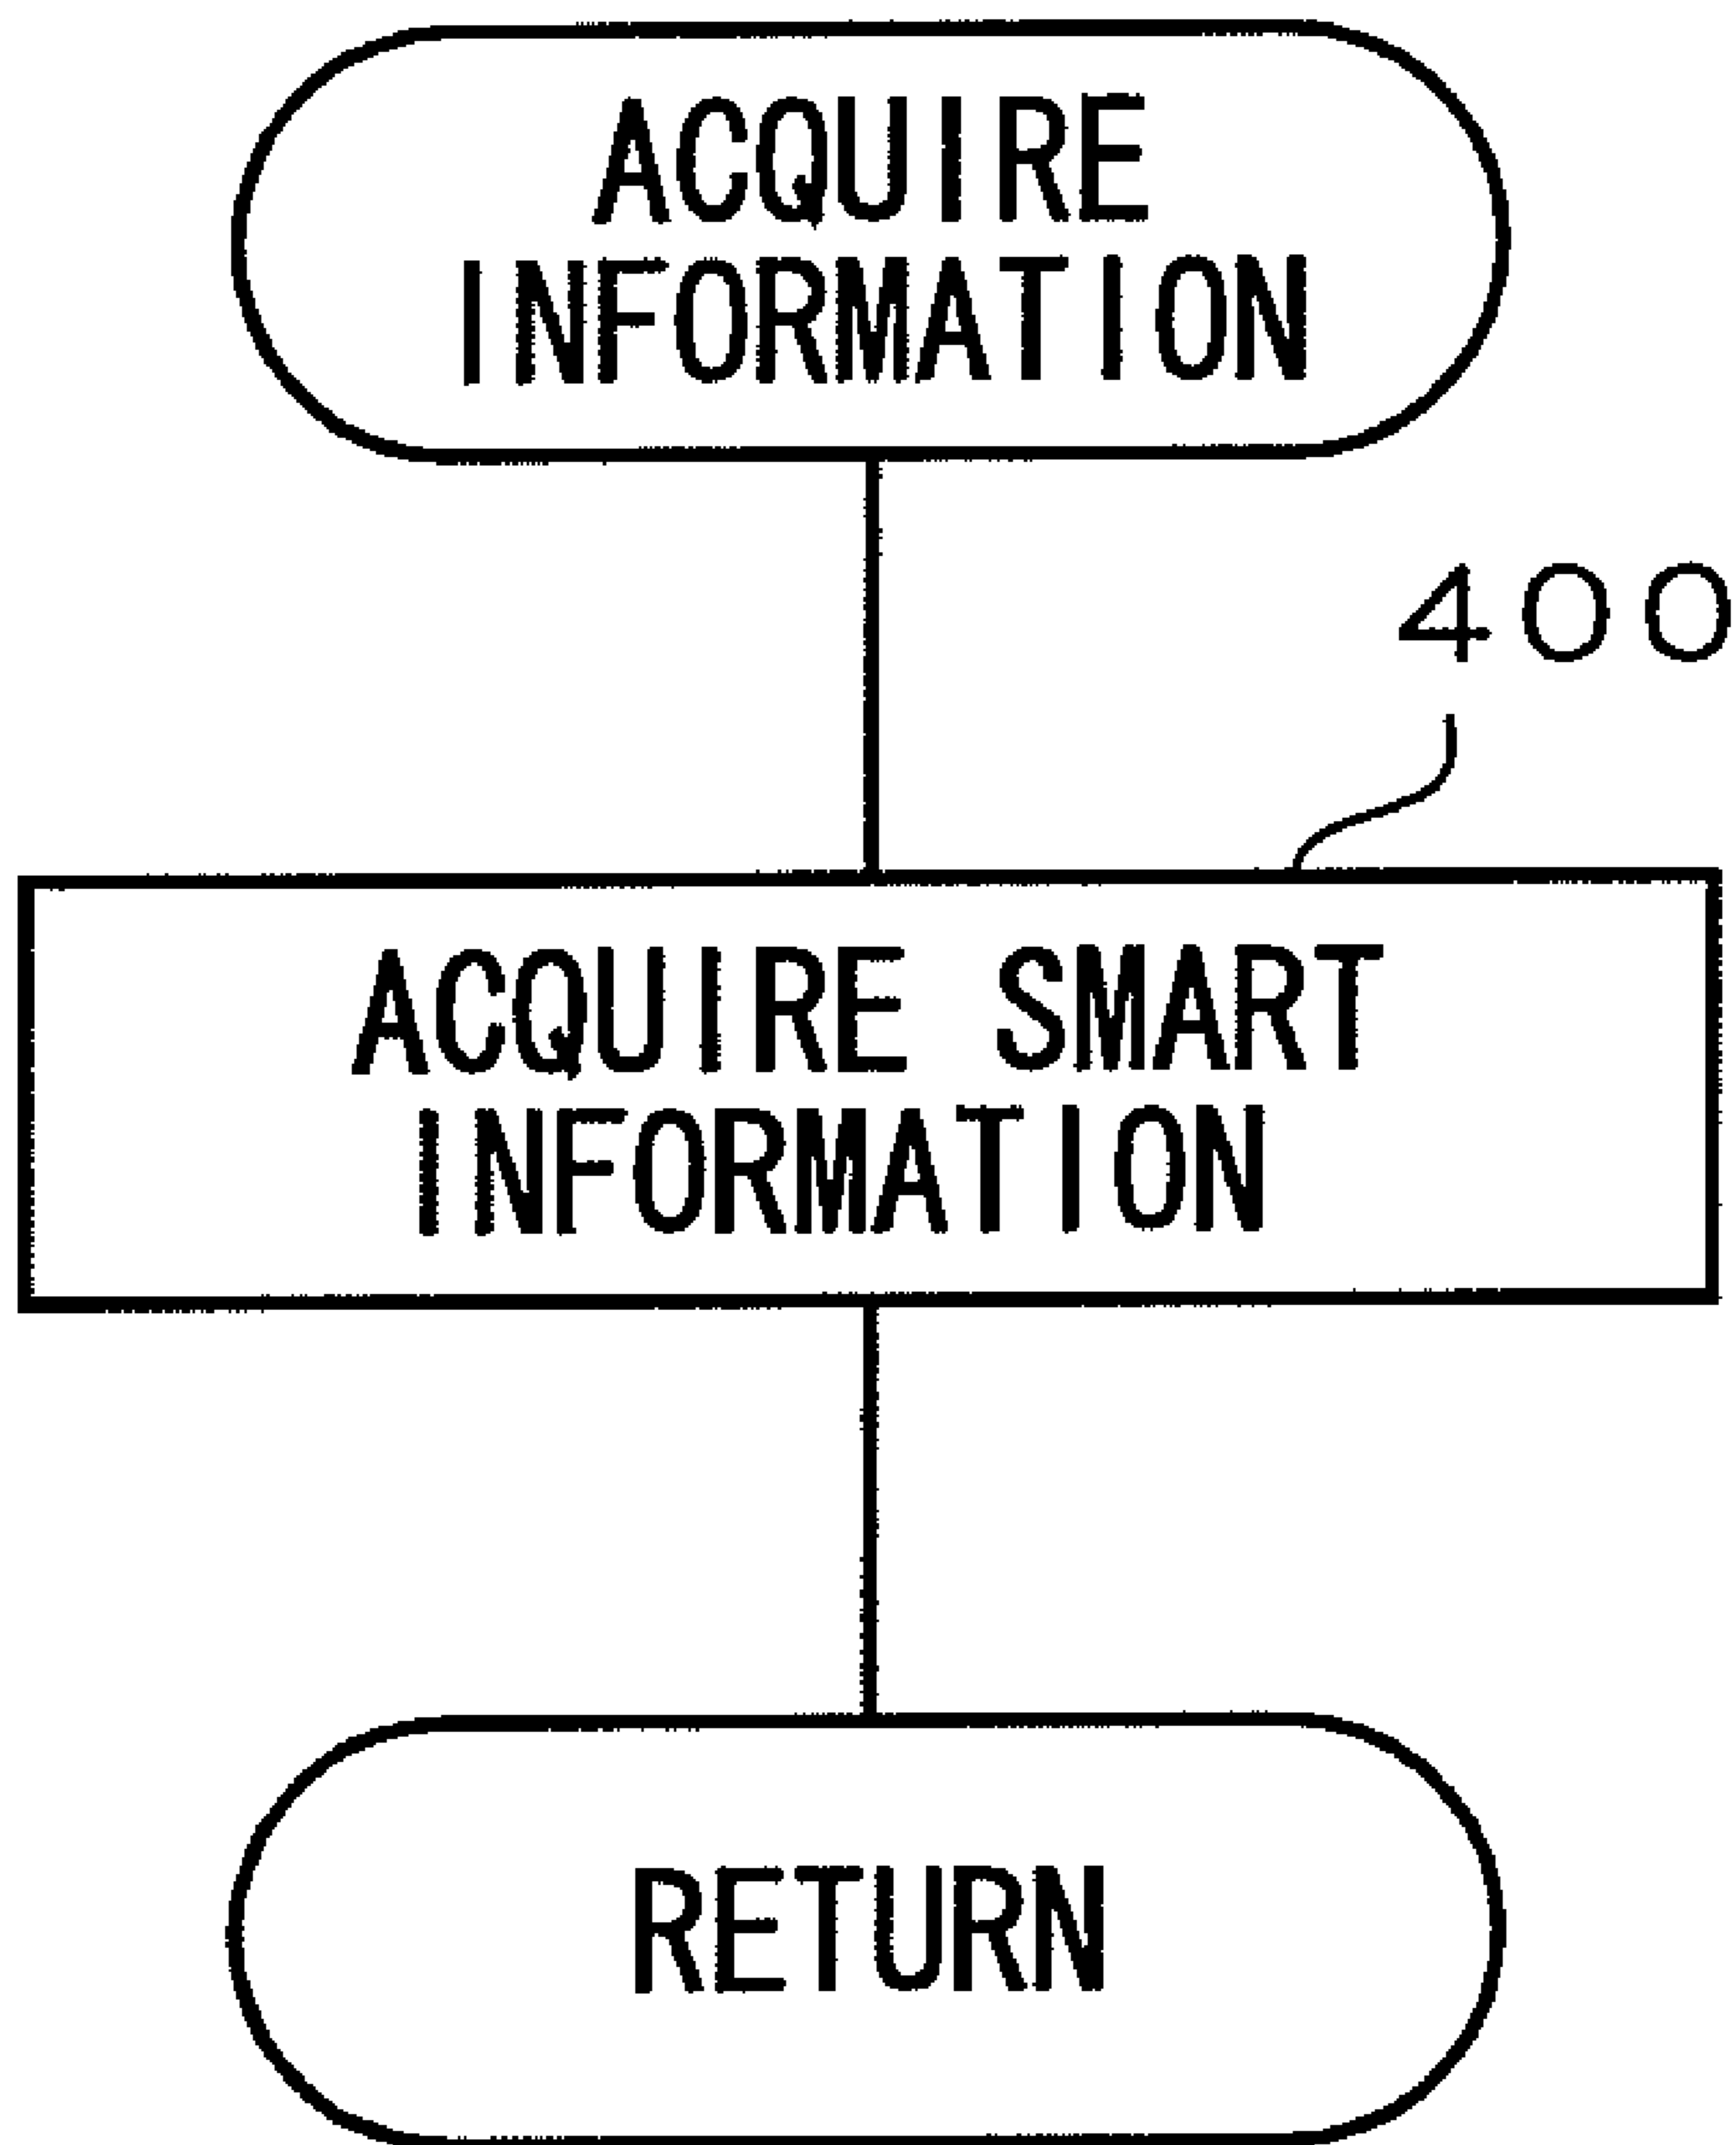 ACQUIRE
INFORMATION
400
ACQUIRE SMART
INFORMATION
RETURN